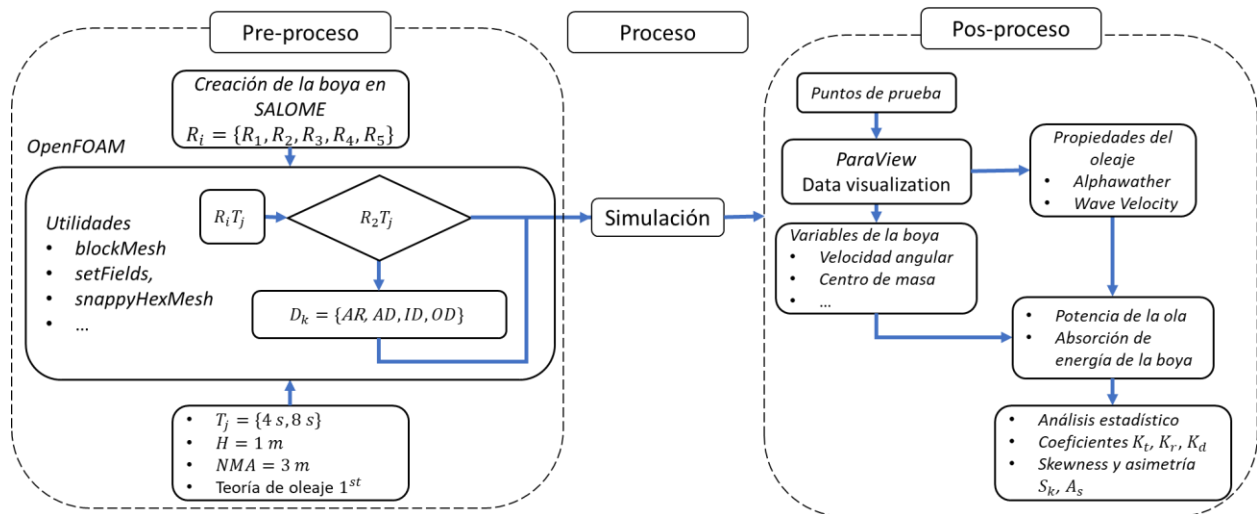 Pre-proceso
Creación de la boya en
SALOME
R_i = {R_1, R_2, R_3, R_4, R_5}
OpenFOAM
Utilidades
• blockMesh
• setFields,
• snappyHexMesh
• ...
R_iT_j
R_2T_j
D_k = {AR, AD, ID, OD}
• T_j = {4 s, 8 s}
• H = 1 m
• NMA = 3 m
• Teoría de oleaje 1^st
Proceso
Simulación
Pos-proceso
Puntos de prueba
ParaView
Data visualization
Propiedades del
oleaje
• Alphawather
• Wave Velocity
Variables de la boya
• Velocidad angular
• Centro de masa
• ...
• Potencia de la ola
• Absorción de
energía de la boya
• Análisis estadístico
• Coeficientes K_t, K_r, K_d
• Skewness y asimetría
S_k, A_s